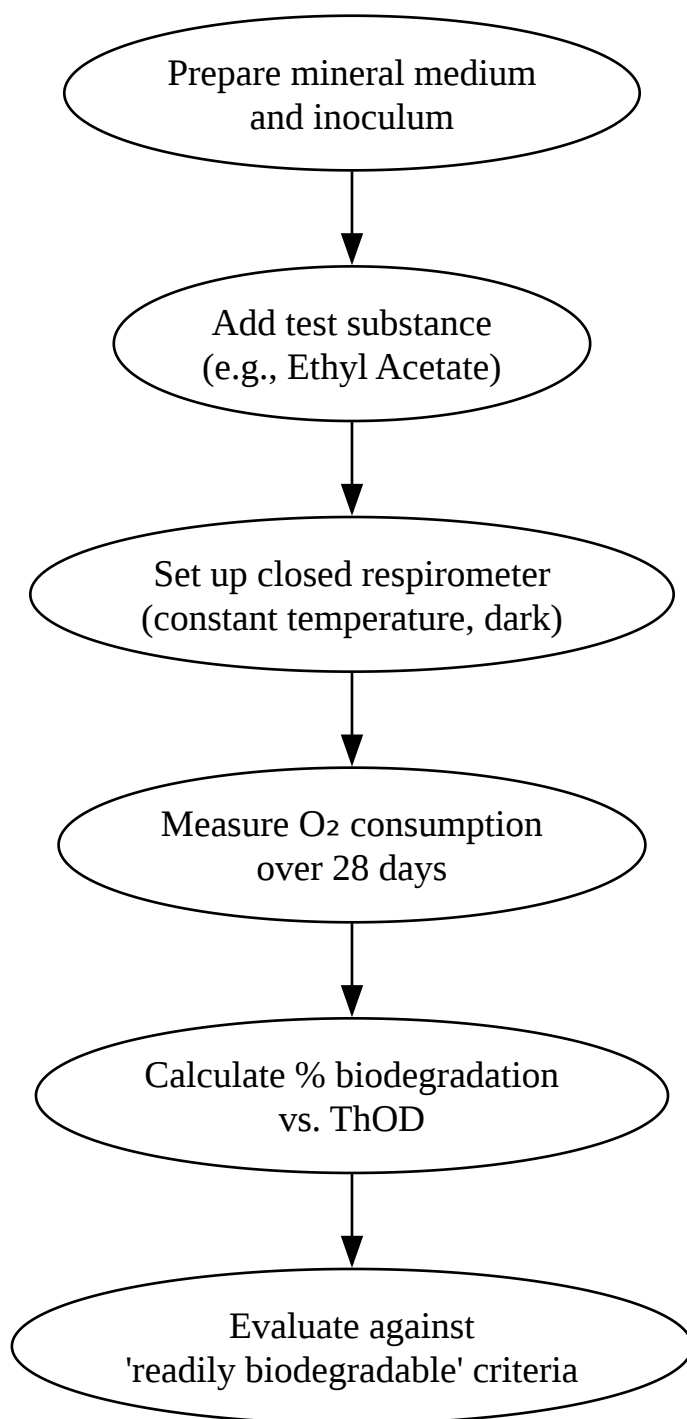 Prepare mineral medium
and inoculum
Add test substance
(e.g., Ethyl Acetate)
Set up closed respirometer
(constant temperature, dark)
Measure O₂ consumption
over 28 days
Calculate % biodegradation
vs. ThOD
Evaluate against
'readily biodegradable' criteria